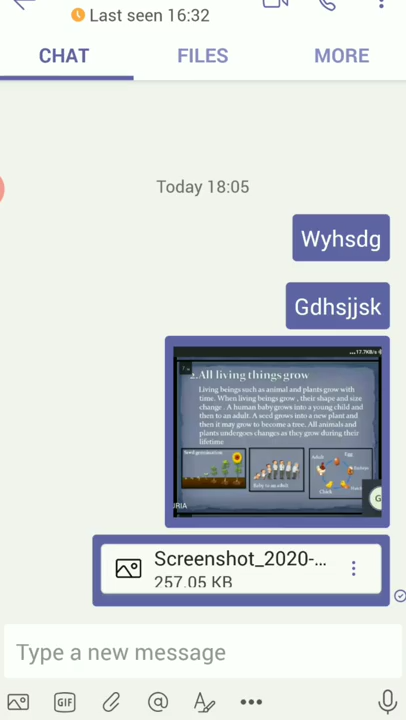 Last seen 16:32
CHAT FILES MORE
Today 18:05
Wyhsdg
Gdhsjjsk
...17.7KB/s
2.All living things grow
Living beings such as animal and plants grow with
time. When living beings grow , their shape and size
change . A human baby grows into a young child and
then to an adult. A seed grows into a new plant and
then it may grow to become a tree. All animals and
plants undergoes changes as they grow during their
lifetime
Seed germination
Baby to an adult
Adult
Egg
Chick
G
URIA
Screenshot_2020-...
257.05 KB
Type a new message
GIF